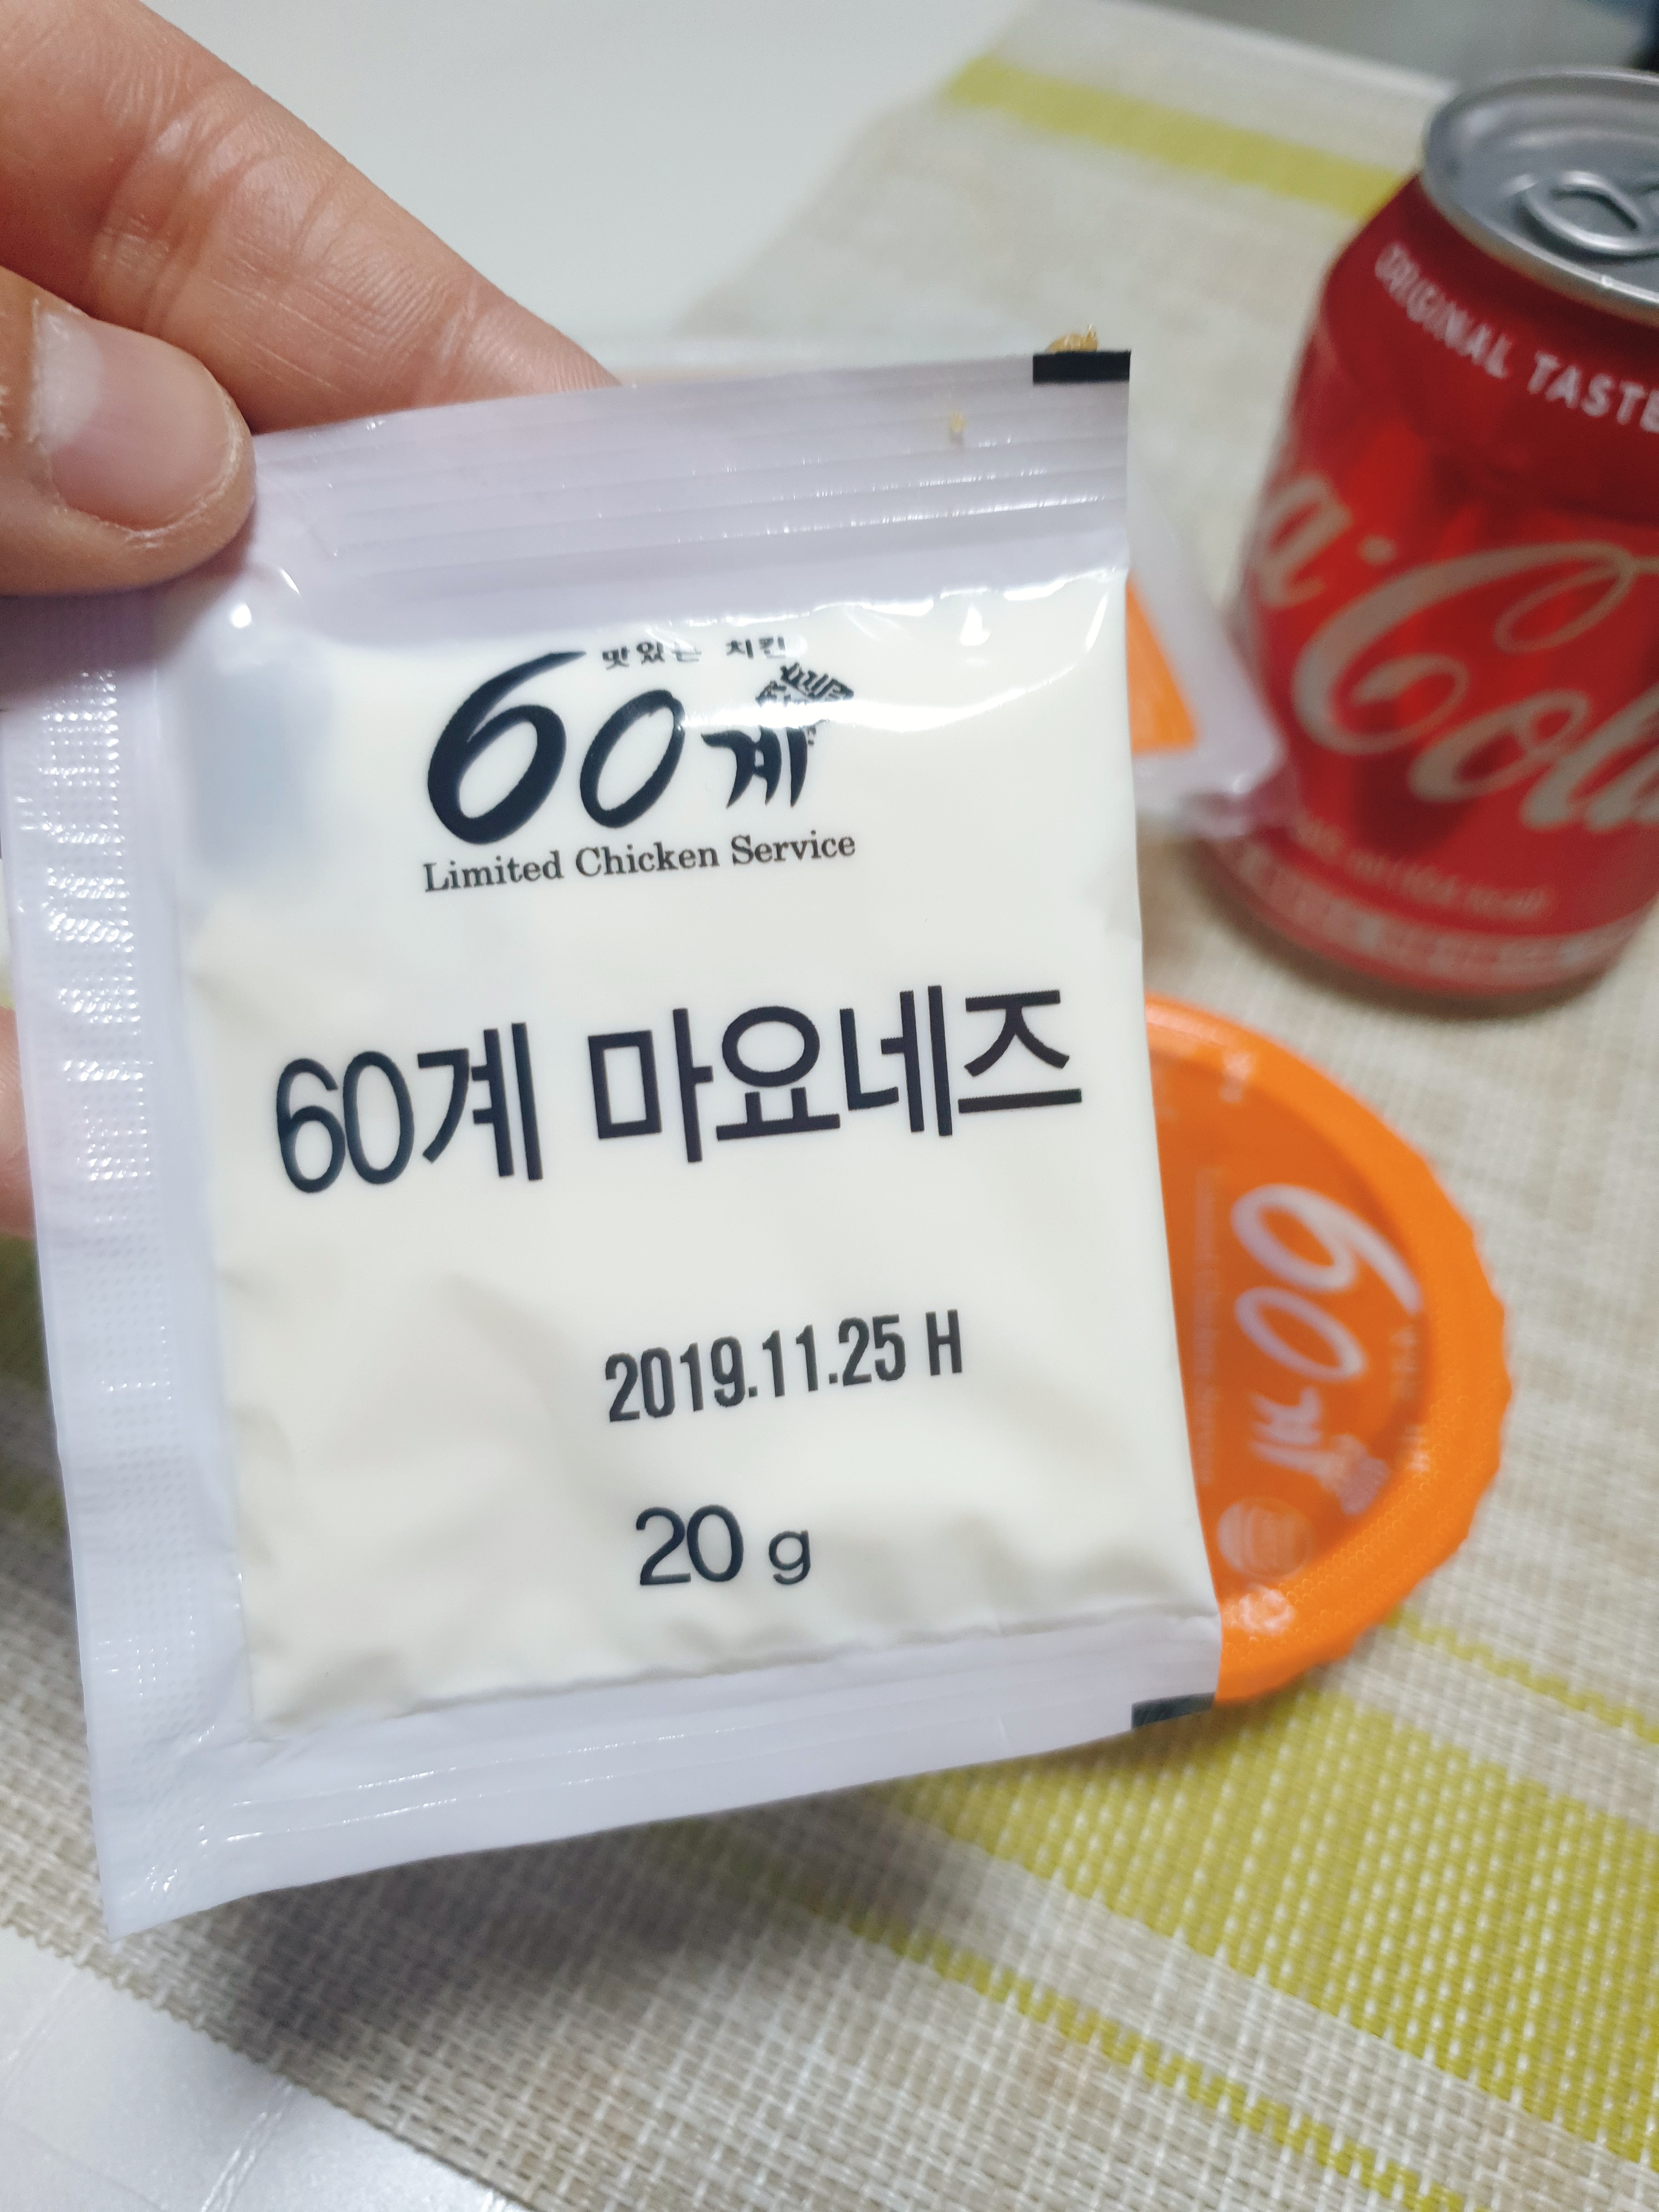 맛있는 치킨
60계
Limited Chicken Service
60계 마요네즈
2019.11.25 H
20 g
ORIGINAL TASTE
Cola
60계